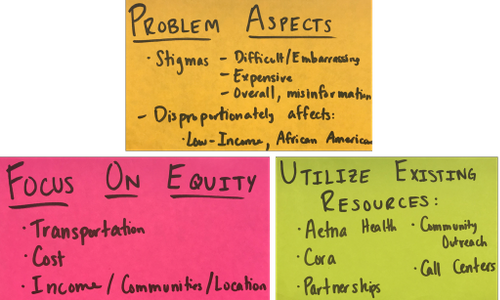 PROBLEM ASPECTS
· Stigmas - Difficult/Embarrassing
- Expensive
- Overall, misinformation
- Disproportionately affects:
· Low-Income, African American
FOCUS ON EQUITY
· Transportation
· Cost
· Income / Communities/Location
UTILIZE EXISTING
RESOURCES:
· Aetna Health
· Cora
· Partnerships
· Community
Outreach
· Call Centers